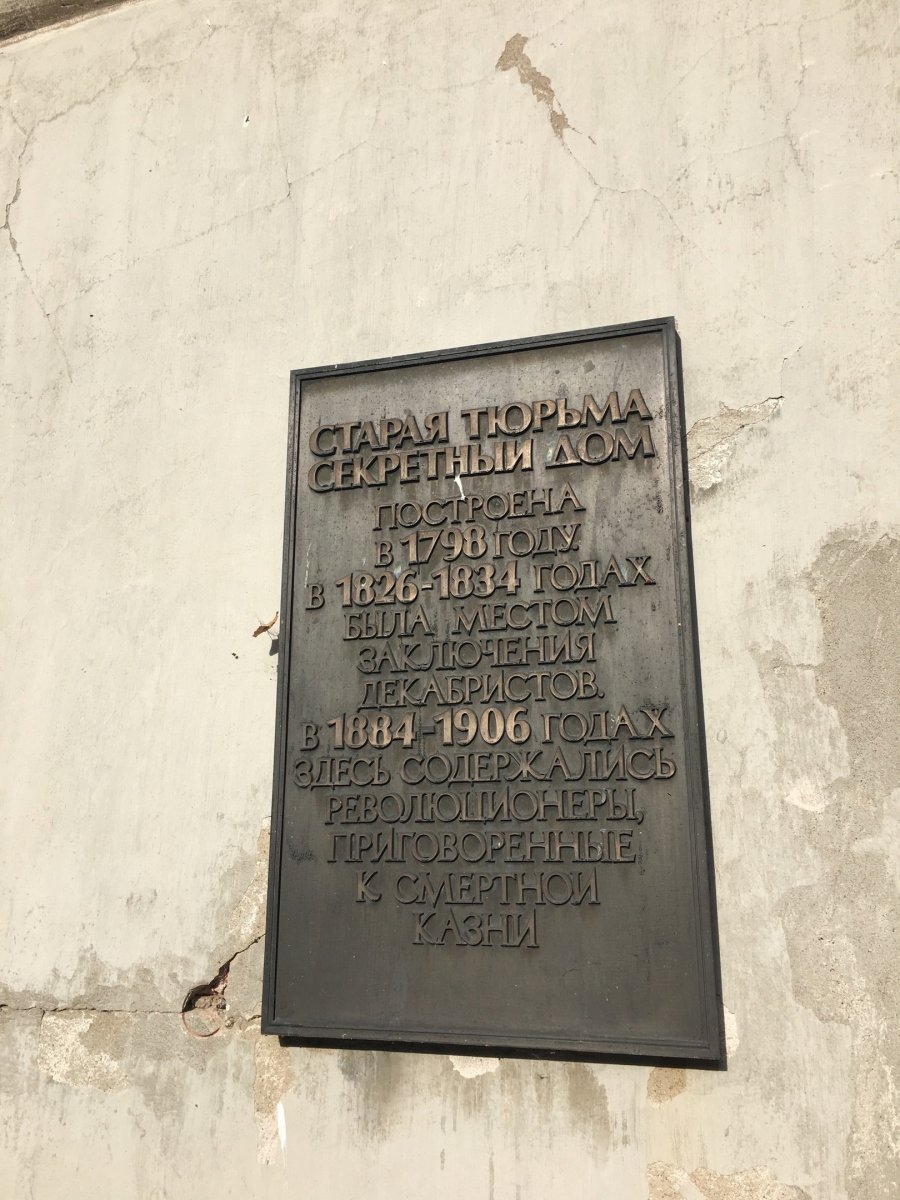 СТАРАЯ ТЮРЬМА
СЕКРЕТНЫЙ ДОМ
ПОСТРОЕНА
В 1798 ГОДУ.
В 1826-1834 ГОДАХ
БЫЛА МЕСТОМ
ЗАКЛЮЧЕНИЯ
ДЕКАБРИСТОВ.
В 1884-1906 ГОДАХ
ЗДЕСЬ СОДЕРЖАЛИСЬ
РЕВОЛЮЦИОНЕРЫ,
ПРИГОВОРЕННЫЕ
К СМЕРТНОЙ
КАЗНИ